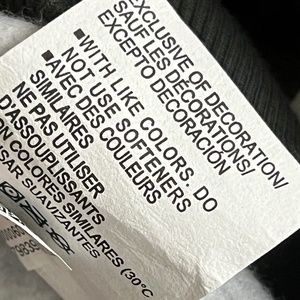 EXCLUSIVE OF DECORATION/
SAUF LES DÉCORATIONS/
EXCEPTO DECORACIÓN/
▪WITH LIKE COLORS. DO
NOT USE SOFTENERS
▪AVEC DES COULEURS
SIMILAIRES
NE PAS UTILISER
D'ASSOUPLISSANTS
ON COLORES SIMILARES (30°C
SAR SUAVIZANTES